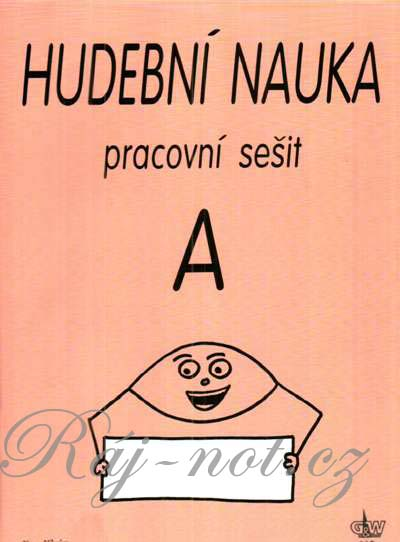 HUDEBNÍ NAUKA
pracovní sešit
A
Ráj-not.cz
G&W